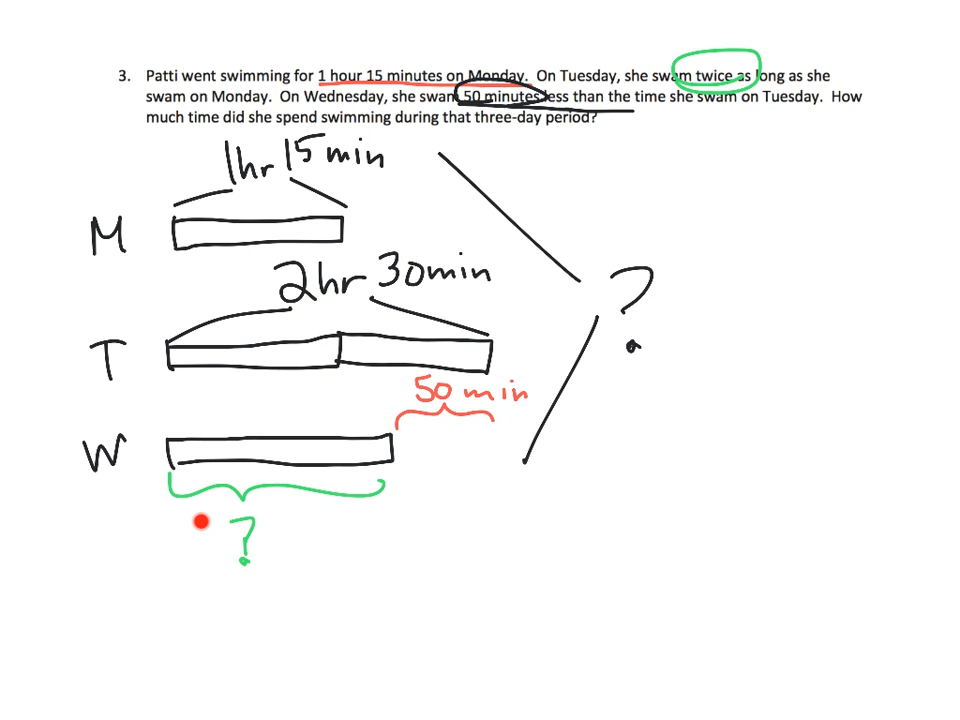 3. Patti went swimming for 1 hour 15 minutes on Monday. On Tuesday, she swam twice as long as she
swam on Monday. On Wednesday, she swam 50 minutes less than the time she swam on Tuesday. How
much time did she spend swimming during that three-day period?
1hr 15 min
M
2hr 30min
?
T
50 min
W
?